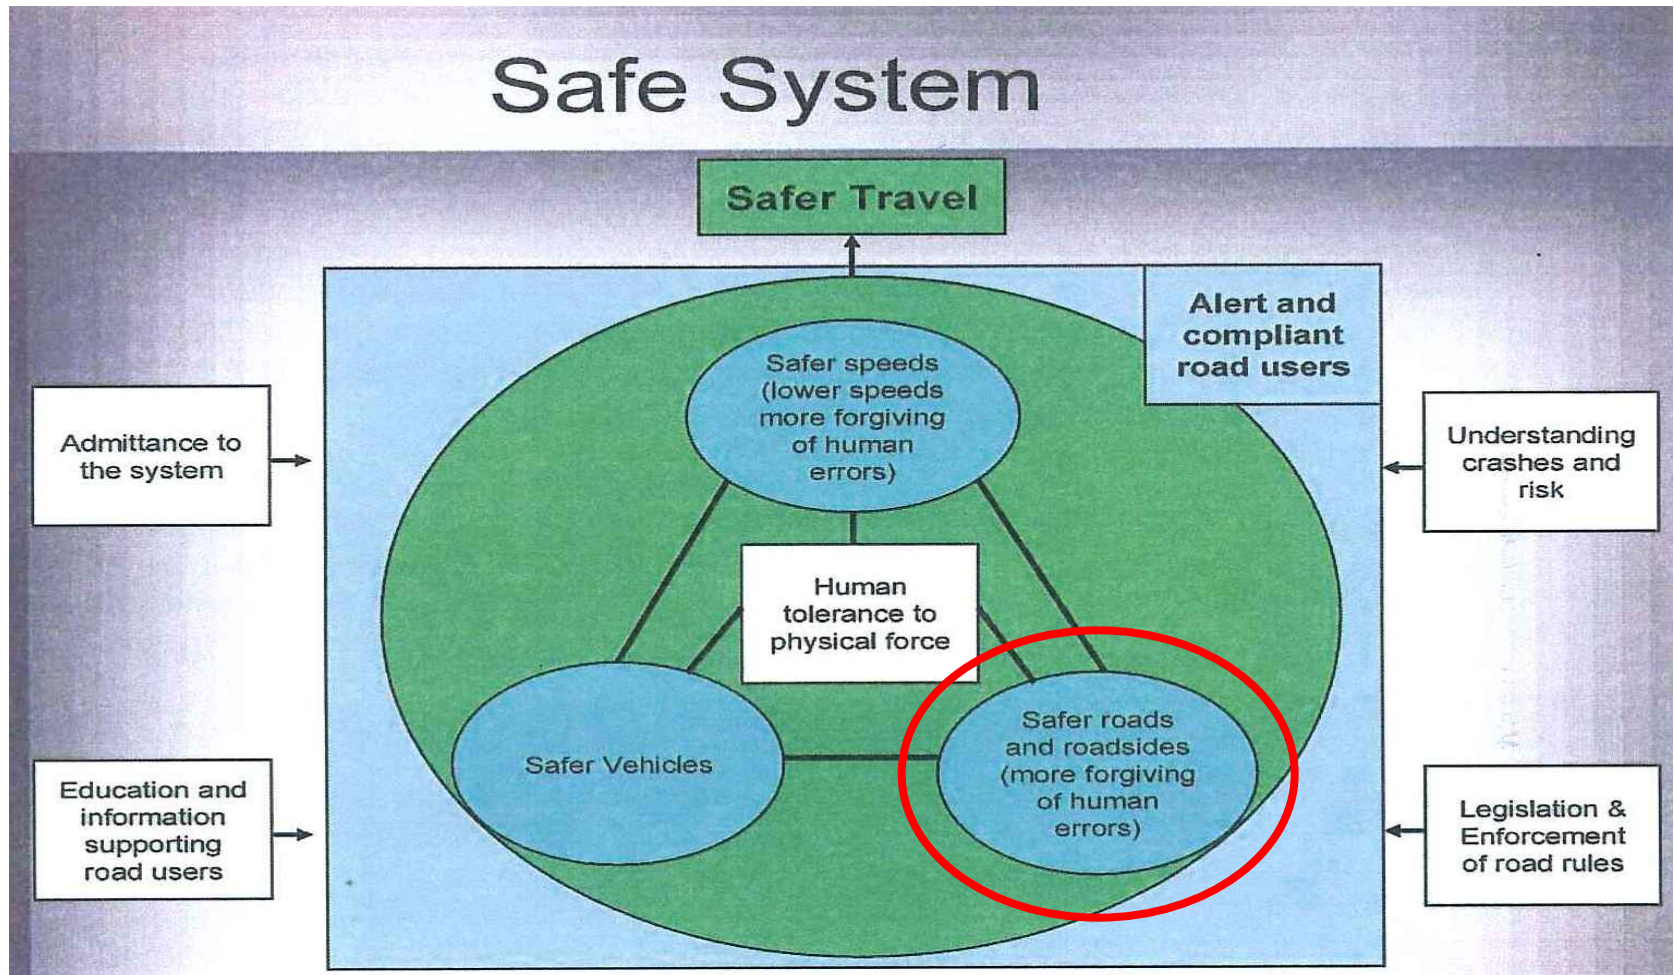 Safe System
Safer Travel
Alert and
compliant
road users
Safer speeds
(lower speeds
more forgiving
of human
errors)
Admittance to
the system
Understanding
crashes and
risk
Human
tolerance to
physical force
Safer Vehicles
Safer roads
and roadsides
(more forgiving
of human
errors)
Education and
information
supporting
road users
Legislation &
Enforcement
of road rules